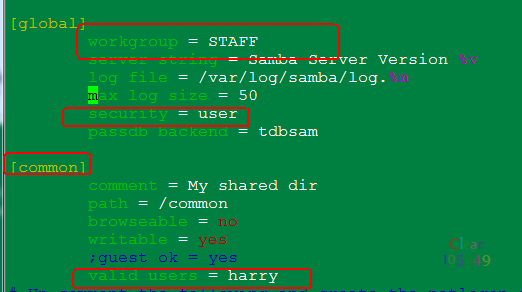 [global]
workgroup = STAFF
server string = Samba Server Version %v
log file = /var/log/samba/log.%m
max log size = 50
security = user
passdb backend = tdbsam
[common]
comment = My shared dir
path = /common
browseable = no
writable = yes
;guest ok = yes
valid users = harry